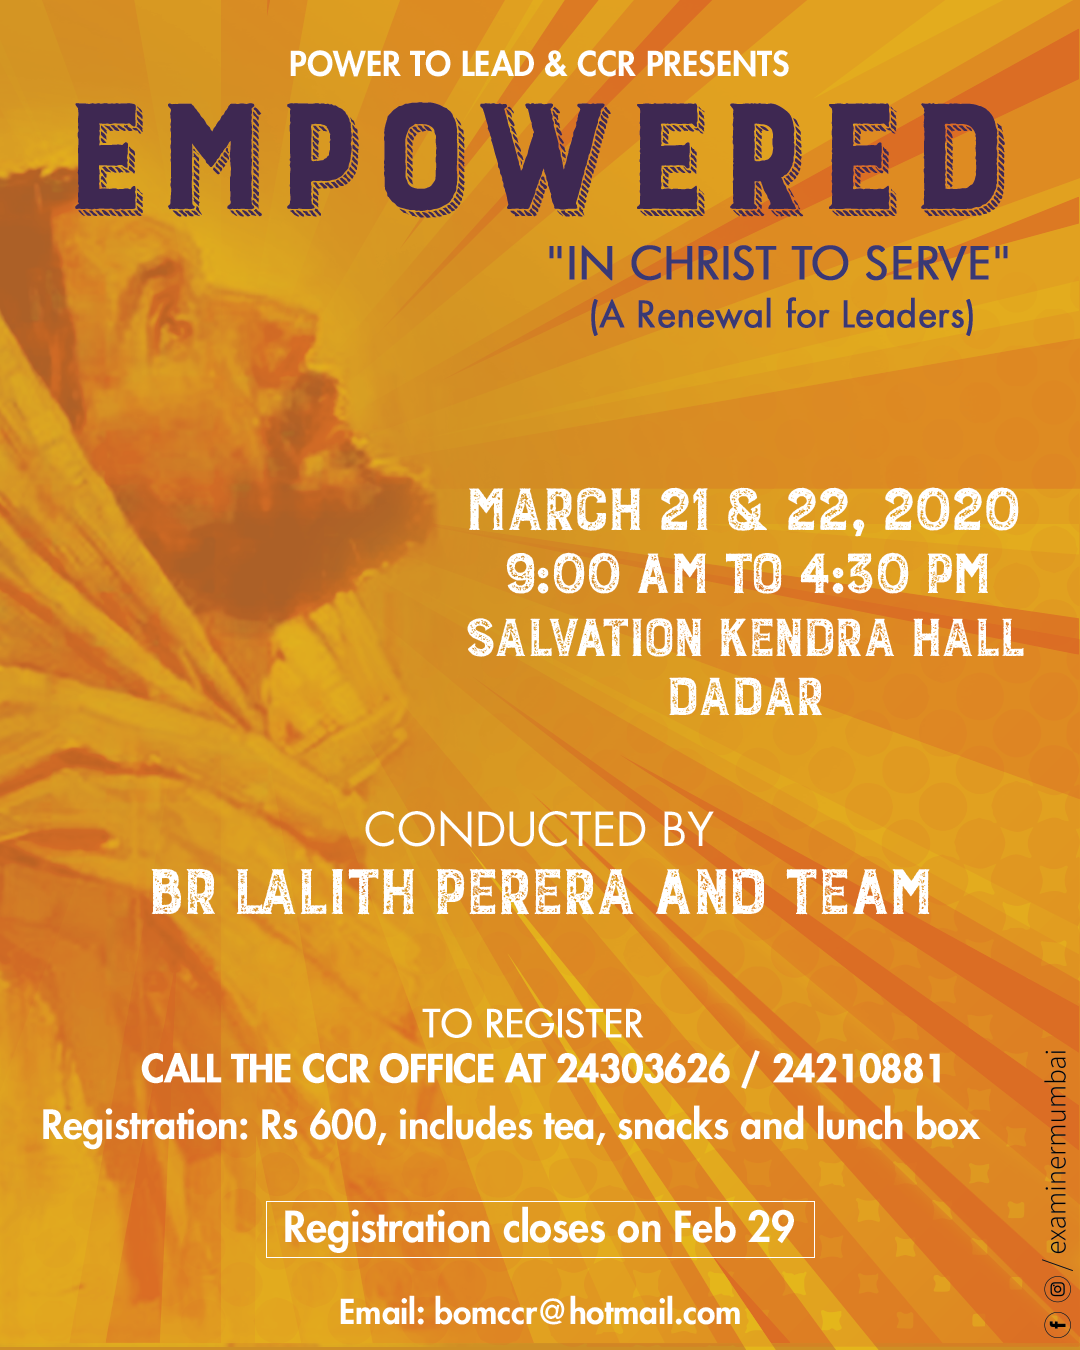 POWER TO LEAD & CCR PRESENTS
EMPOWERED
"IN CHRIST TO SERVE"
(A Renewal for Leaders)
MARCH 21 & 22, 2020
9:00 AM TO 4:30 PM
SALVATION KENDRA HALL
DADAR
CONDUCTED BY
BR LALITH PERERA AND TEAM
TO REGISTER
CALL THE CCR OFFICE AT 24303626 / 24210881
Registration: Rs 600, includes tea, snacks and lunch box
Registration closes on Feb 29
Email: bomccr@hotmail.com
/ examinermumbai